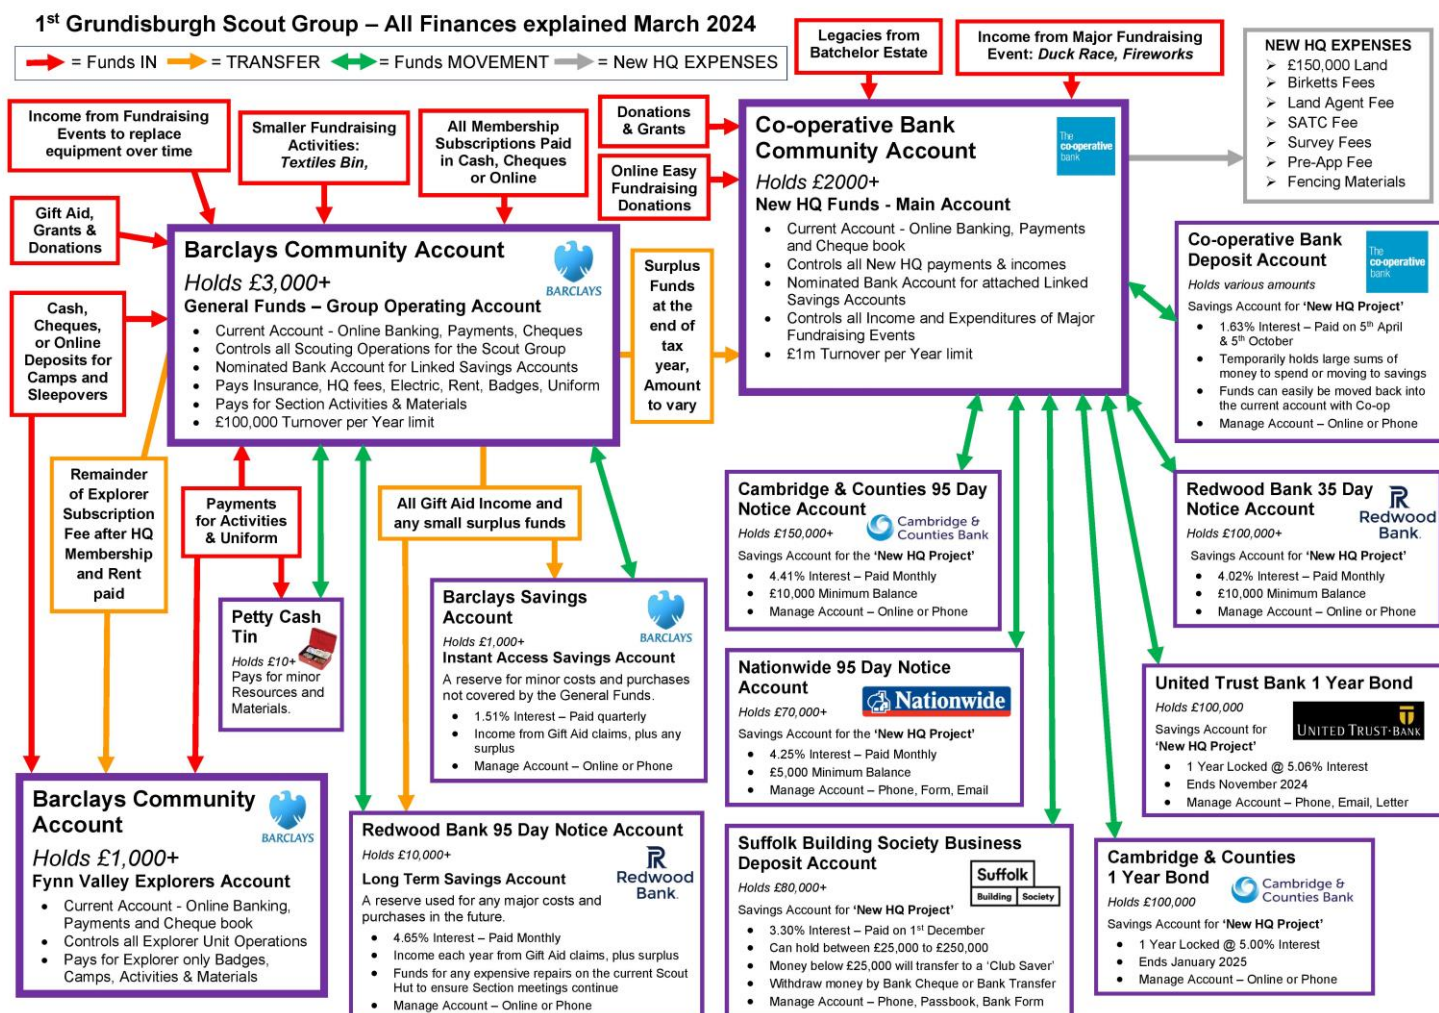 1st Grundisburgh Scout Group – All Finances explained March 2024
= Funds IN
= TRANSFER
= Funds MOVEMENT
= New HQ EXPENSES
Legacies from
Batchelor Estate
Income from Major Fundraising
Event: Duck Race, Fireworks
NEW HQ EXPENSES
➢ £150,000 Land
➢ Birketts Fees
➢ Land Agent Fee
➢ SATC Fee
➢ Survey Fees
➢ Pre-App Fee
➢ Fencing Materials
Income from Fundraising
Events to replace
equipment over time
Smaller Fundraising
Activities:
Textiles Bin,
All Membership
Subscriptions Paid
in Cash, Cheques
or Online
Donations
& Grants
Online Easy
Fundraising
Donations
Gift Aid,
Grants &
Donations
Cash,
Cheques,
or Online
Deposits for
Camps and
Sleepovers
Barclays Community Account
BARCLAYS
Holds £3,000+
General Funds – Group Operating Account
• Current Account - Online Banking, Payments, Cheques
• Controls all Scouting Operations for the Scout Group
• Nominated Bank Account for Linked Savings Accounts
• Pays Insurance, HQ fees, Electric, Rent, Badges, Uniform
• Pays for Section Activities & Materials
• £100,000 Turnover per Year limit
Surplus
Funds
at the
end of
tax
year,
Amount
to vary
Co-operative Bank
Community Account
The
co-operative
bank
Holds £2000+
New HQ Funds - Main Account
• Current Account - Online Banking, Payments
and Cheque book
• Controls all New HQ payments & incomes
• Nominated Bank Account for attached Linked
Savings Accounts
• Controls all Income and Expenditures of Major
Fundraising Events
• £1m Turnover per Year limit
Co-operative Bank
Deposit Account
The
co-operative
bank
Holds various amounts
Savings Account for 'New HQ Project'
• 1.63% Interest – Paid on 5th April
& 5th October
• Temporarily holds large sums of
money to spend or moving to savings
• Funds can easily be moved back into
the current account with Co-op
• Manage Account – Online or Phone
Remainder
of Explorer
Subscription
Fee after HQ
Membership
and Rent
paid
Payments
for Activities
& Uniform
All Gift Aid Income and
any small surplus funds
Petty Cash
Tin
Holds £10+
Pays for minor
Resources and
Materials.
Barclays Savings
Account
BARCLAYS
Holds £1,000+
Instant Access Savings Account
A reserve for minor costs and purchases
not covered by the General Funds.
• 1.51% Interest – Paid quarterly
• Income from Gift Aid claims, plus any
surplus
• Manage Account – Online or Phone
Cambridge & Counties 95 Day
Notice Account
Cambridge &
Counties Bank
Holds £150,000+
Savings Account for the 'New HQ Project'
• 4.41% Interest – Paid Monthly
• £10,000 Minimum Balance
• Manage Account – Online or Phone
Redwood Bank 35 Day
Notice Account
Redwood
Bank.
Holds £100,000+
Savings Account for 'New HQ Project'
• 4.02% Interest – Paid Monthly
• £10,000 Minimum Balance
• Manage Account – Online or Phone
Nationwide 95 Day Notice
Account
Nationwide
Holds £70,000+
Savings Account for the 'New HQ Project'
• 4.25% Interest – Paid Monthly
• £5,000 Minimum Balance
• Manage Account – Phone, Form, Email
United Trust Bank 1 Year Bond
Holds £100,000
UNITED TRUST·BANK
Savings Account for
'New HQ Project'
• 1 Year Locked @ 5.06% Interest
• Ends November 2024
• Manage Account – Phone, Email, Letter
Barclays Community
Account
BARCLAYS
Holds £1,000+
Fynn Valley Explorers Account
• Current Account - Online Banking,
Payments and Cheque book
• Controls all Explorer Unit Operations
• Pays for Explorer only Badges,
Camps, Activities & Materials
Redwood Bank 95 Day Notice Account
Holds £10,000+
Redwood
Bank.
Long Term Savings Account
A reserve used for any major costs and
purchases in the future.
• 4.65% Interest – Paid Monthly
• Income each year from Gift Aid claims, plus surplus
• Funds for any expensive repairs on the current Scout
Hut to ensure Section meetings continue
• Manage Account – Online or Phone
Suffolk Building Society Business
Deposit Account
Suffolk
Building Society
Holds £80,000+
Savings Account for 'New HQ Project'
• 3.30% Interest – Paid on 1st December
• Can hold between £25,000 to £250,000
• Money below £25,000 will transfer to a 'Club Saver'
• Withdraw money by Bank Cheque or Bank Transfer
• Manage Account – Phone, Passbook, Bank Form
Cambridge & Counties
1 Year Bond
Cambridge &
Counties Bank
Holds £100,000
Savings Account for 'New HQ Project'
• 1 Year Locked @ 5.00% Interest
• Ends January 2025
• Manage Account – Online or Phone